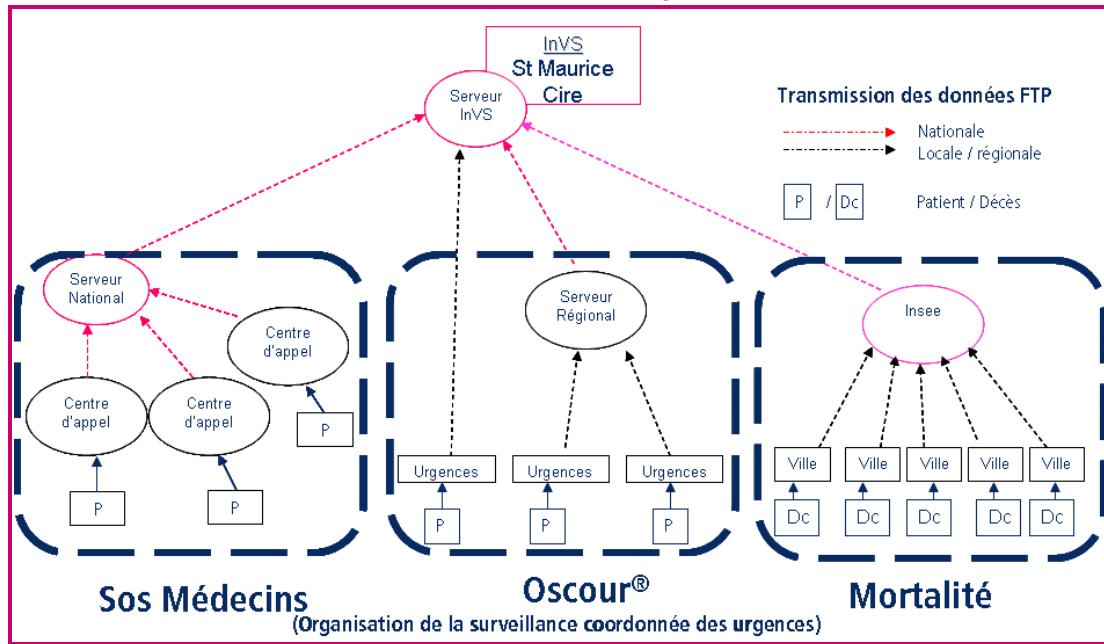 InVS
St Maurice
Cire
Serveur
InVS
Transmission des données FTP
Nationale
Locale / régionale
P / Dc Patient / Décès
Serveur
National
Centre
d'appel
Centre
d'appel
Centre
d'appel
P
P
P
Serveur
Régional
Urgences
Urgences
Urgences
P
P
P
Insee
Ville
Ville
Ville
Ville
Ville
Dc
Dc
Dc
Dc
Dc
Sos Médecins
Oscour®
Mortalité
(Organisation de la surveillance coordonnée des urgences)